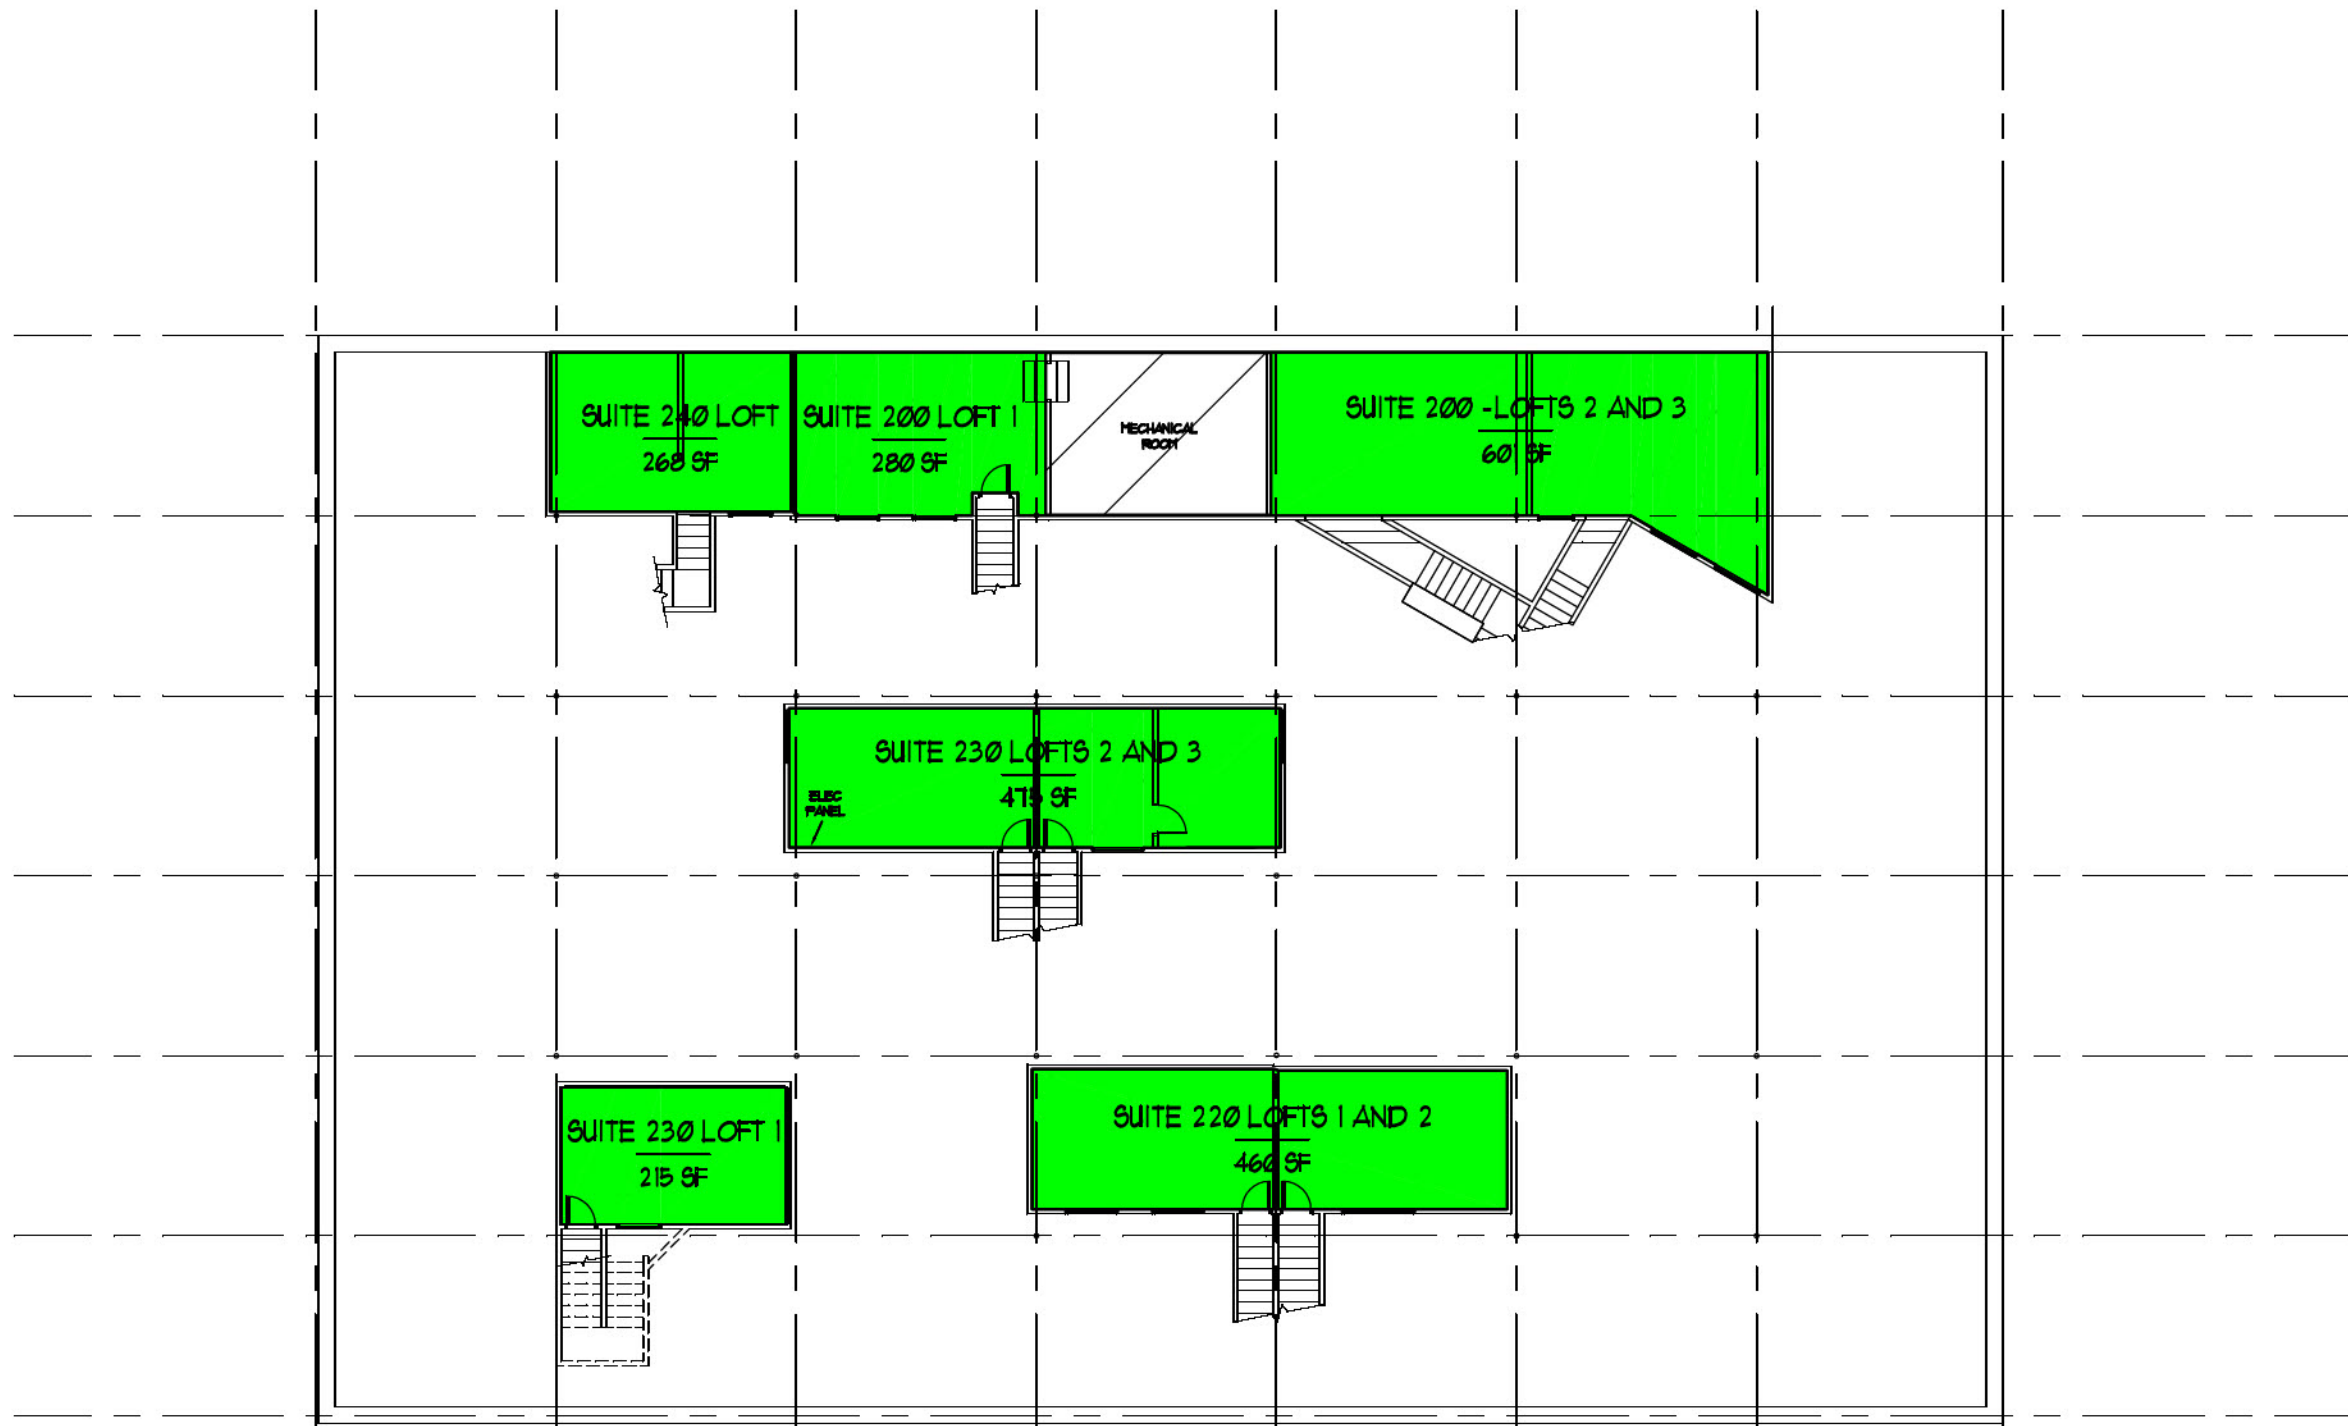 SUITE 240 LOFT
268 SF
SUITE 200 LOFT 1
280 SF
MECHANICAL
ROOM
SUITE 200 - LOFTS 2 AND 3
SF
SUITE 230 LOFTS 2 AND 3
475 SF
ELEC
PANEL
SUITE 230 LOFT 1
215 SF
SUITE 220 LOFTS 1 AND 2
460 SF